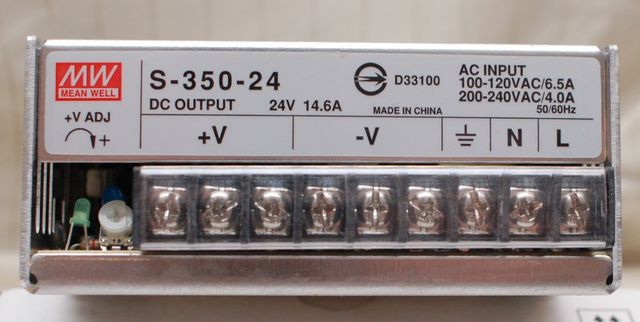 MW
MEAN WELL
S-350-24
D33100
AC INPUT
100-120VAC/6.5A
200-240VAC/4.0A
50/60Hz
DC OUTPUT 24V 14.6A
MADE IN CHINA
+V ADJ
+
+V
-V
N
L